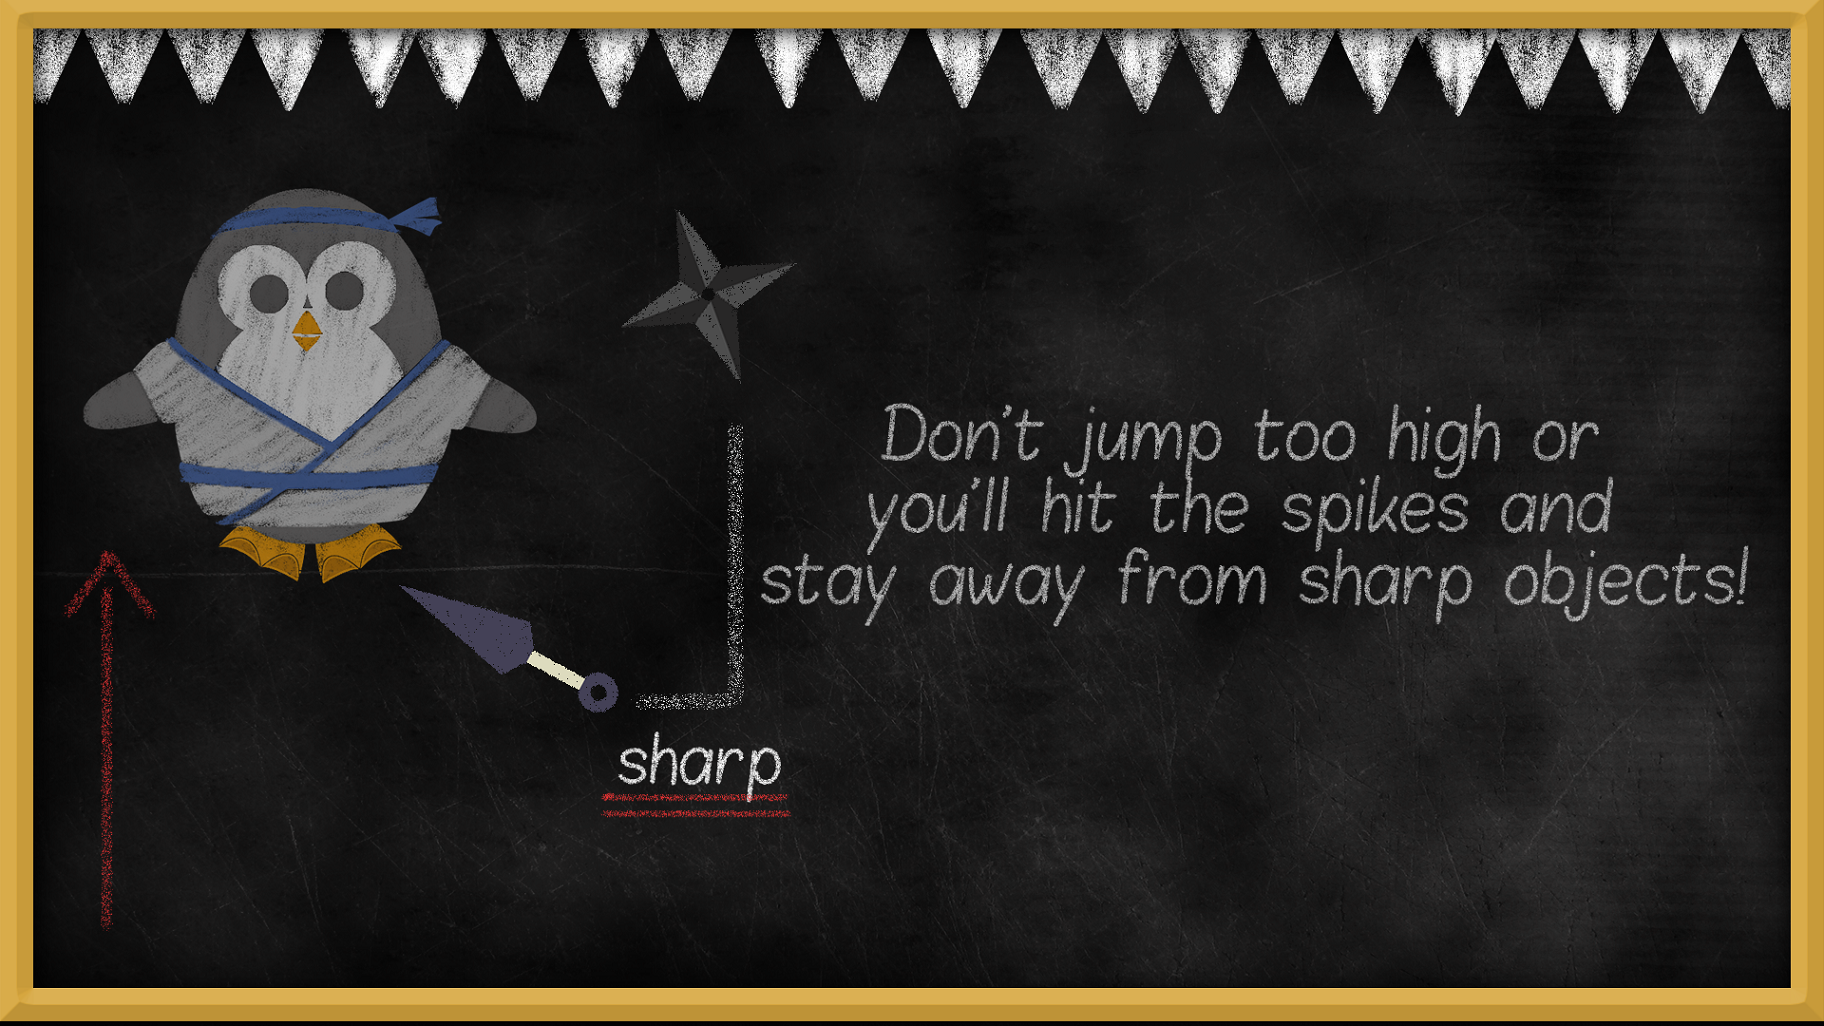 Don't jump too high or
you'll hit the spikes and
stay away from sharp objects!
sharp